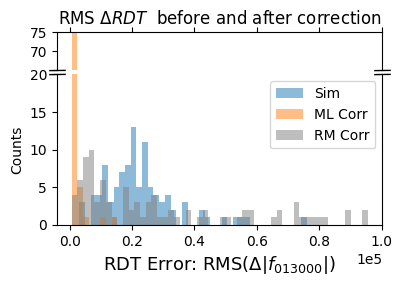 RMS ΔRDT before and after correction
75
70
20
15
10
5
0
Counts
Sim
ML Corr
RM Corr
0.0 0.2 0.4 0.6 0.8 1.0
1e5
RDT Error: RMS(Δ|f₀₁₃₀₀₀|)